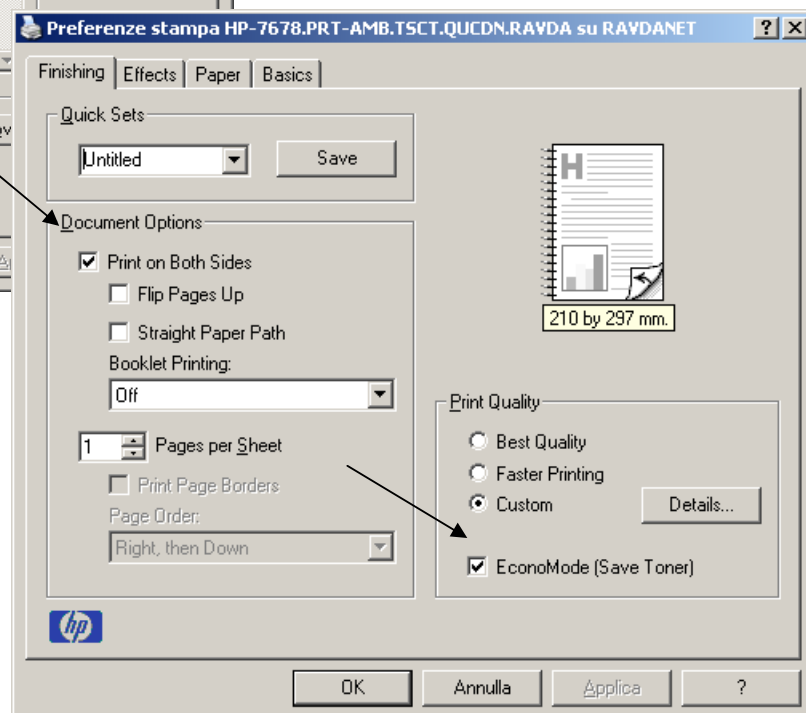 Preferenze stampa HP-7678.PRT-AMB.TSCT.QUCDN.RAVDA su RAVDANET
Finishing
Effects
Paper
Basics
Quick Sets
Untitled
Save
Document Options
Print on Both Sides
Flip Pages Up
Straight Paper Path
Booklet Printing:
Off
1 Pages per Sheet
Print Page Borders
Page Order:
Right, then Down
H
210 by 297 mm.
Print Quality
Best Quality
Faster Printing
Custom
Details...
EconoMode (Save Toner)
hp
OK
Annulla
Applica
?